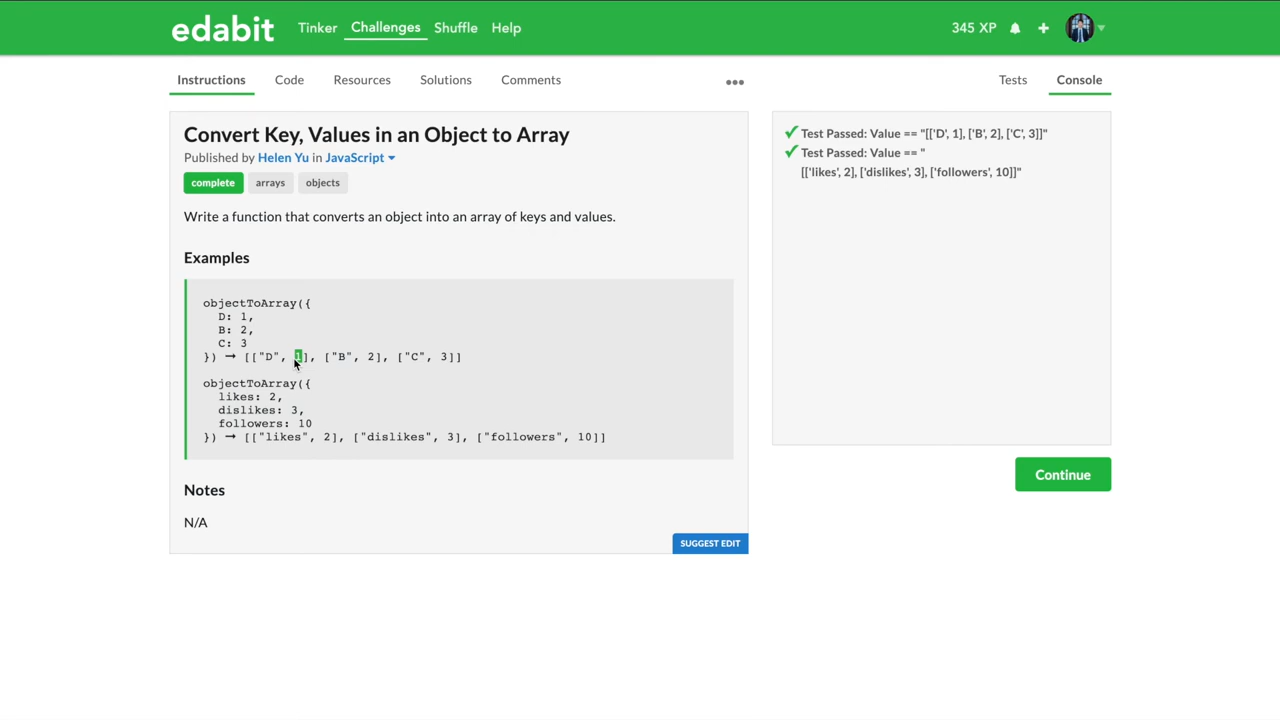 edabit
Tinker Challenges Shuffle Help
345 XP
Instructions Code Resources Solutions Comments
Tests Console
Convert Key, Values in an Object to Array
Published by Helen Yu in JavaScript
complete arrays objects
Write a function that converts an object into an array of keys and values.
Examples
objectToArray({
D: 1,
B: 2,
C: 3
}) ➞ [["D", 1], ["B", 2], ["C", 3]]
objectToArray({
likes: 2,
dislikes: 3,
followers: 10
}) ➞ [["likes", 2], ["dislikes", 3], ["followers", 10]]
Notes
N/A
SUGGEST EDIT
Test Passed: Value == "[['D', 1], ['B', 2], ['C', 3]]"
Test Passed: Value == "
[['likes', 2], ['dislikes', 3], ['followers', 10]]"
Continue